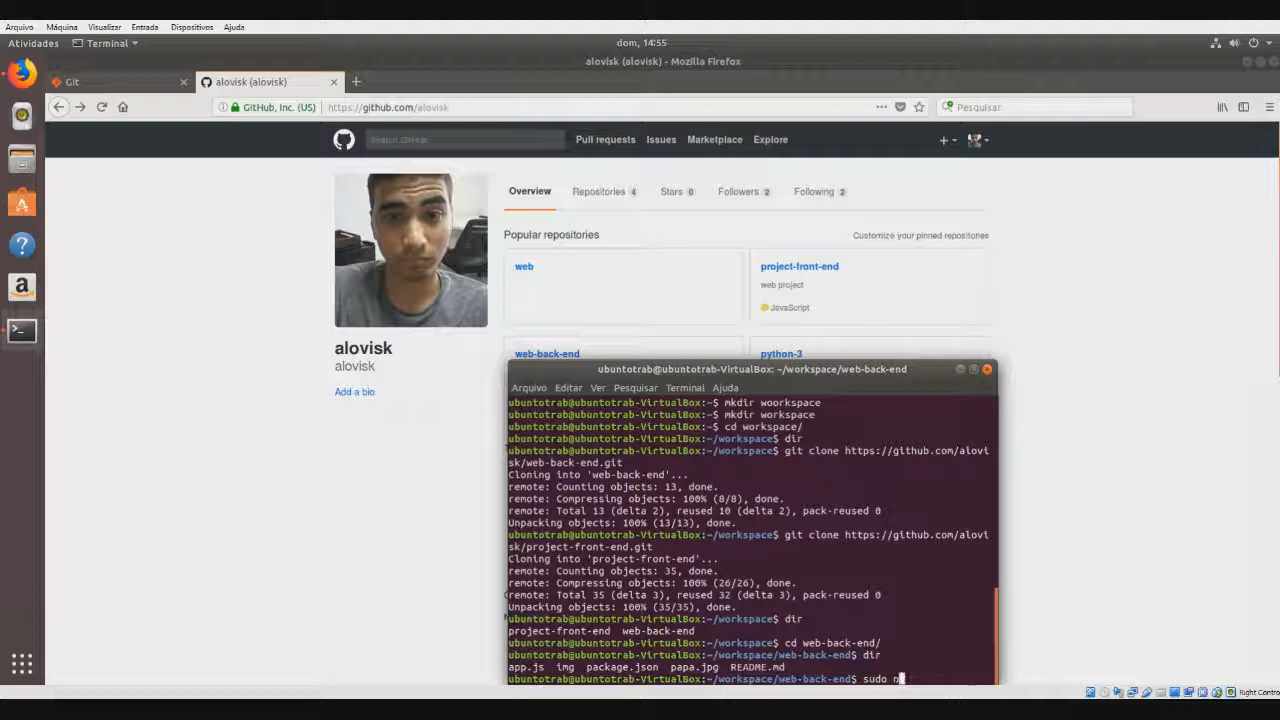 Arquivo Máquina Visualizar Entrada Dispositivos Ajuda
Atividades Terminal dom, 14:55
alovisk (alovisk) - Mozilla Firefox
Git alovisk (alovisk)
GitHub, Inc. (US) https://github.com/alovisk Pesquisar
Search GitHub Pull requests Issues Marketplace Explore
Overview Repositories 4 Stars 0 Followers 2 Following 2
Popular repositories Customize your pinned repositories
web project-front-end
web project
JavaScript
web-back-end python-3
alovisk
alovisk
Add a bio
ubuntotrab@ubuntotrab-VirtualBox: ~/workspace/web-back-end
Arquivo Editar Ver Pesquisar Terminal Ajuda
ubuntotrab@ubuntotrab-VirtualBox:~$ mkdir woorkspace
ubuntotrab@ubuntotrab-VirtualBox:~$ mkdir workspace
ubuntotrab@ubuntotrab-VirtualBox:~$ cd workspace/
ubuntotrab@ubuntotrab-VirtualBox:~/workspace$ dir
ubuntotrab@ubuntotrab-VirtualBox:~/workspace$ git clone https://github.com/alovi
sk/web-back-end.git
Cloning into 'web-back-end'...
remote: Counting objects: 13, done.
remote: Compressing objects: 100% (8/8), done.
remote: Total 13 (delta 2), reused 10 (delta 2), pack-reused 0
Unpacking objects: 100% (13/13), done.
ubuntotrab@ubuntotrab-VirtualBox:~/workspace$ git clone https://github.com/alovi
sk/project-front-end.git
Cloning into 'project-front-end'...
remote: Counting objects: 35, done.
remote: Compressing objects: 100% (26/26), done.
remote: Total 35 (delta 3), reused 32 (delta 3), pack-reused 0
Unpacking objects: 100% (35/35), done.
ubuntotrab@ubuntotrab-VirtualBox:~/workspace$ dir
project-front-end web-back-end
ubuntotrab@ubuntotrab-VirtualBox:~/workspace$ cd web-back-end/
ubuntotrab@ubuntotrab-VirtualBox:~/workspace/web-back-end$ dir
app.js img package.json papa.jpg README.md
ubuntotrab@ubuntotrab-VirtualBox:~/workspace/web-back-end$ sudo n
Right Contro